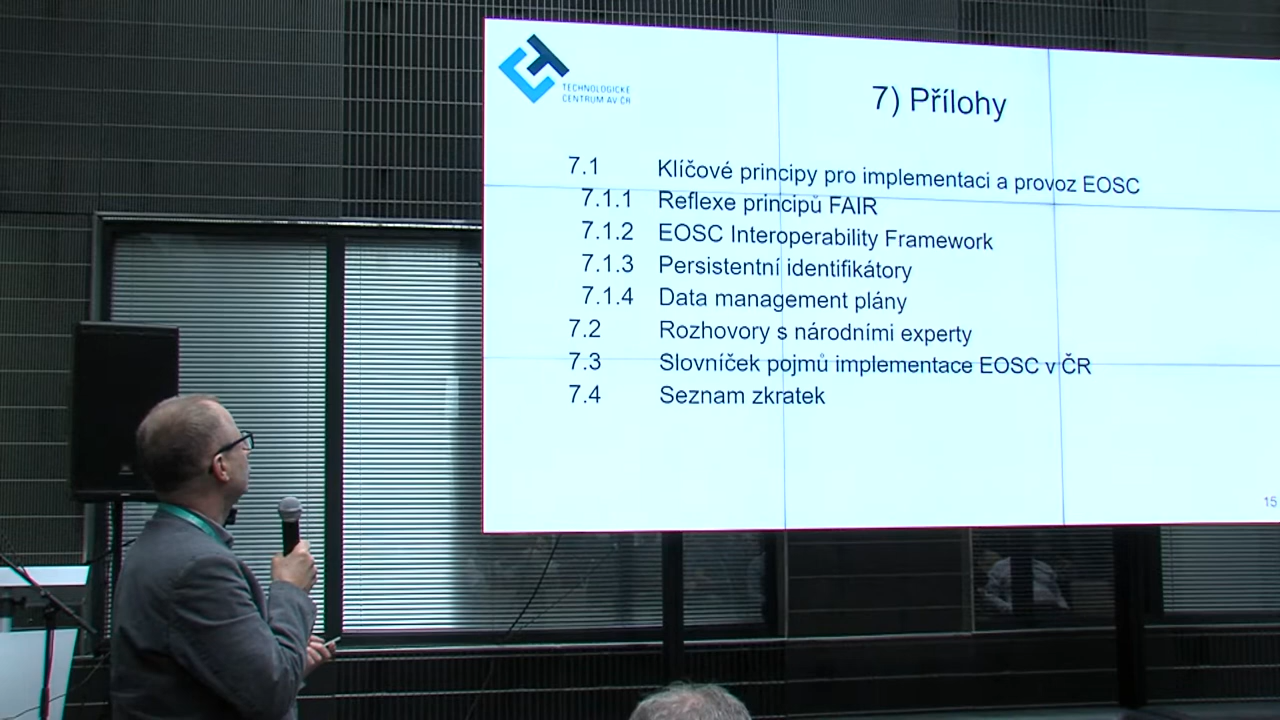 TECHNOLOGICKÉ
CENTRUM AV ČR
7) Přílohy
7.1 Klíčové principy pro implementaci a provoz EOSC
7.1.1 Reflexe principů FAIR
7.1.2 EOSC Interoperability Framework
7.1.3 Persistentní identifikátory
7.1.4 Data management plány
7.2 Rozhovory s národními experty
7.3 Slovníček pojmů implementace EOSC v ČR
7.4 Seznam zkratek
15